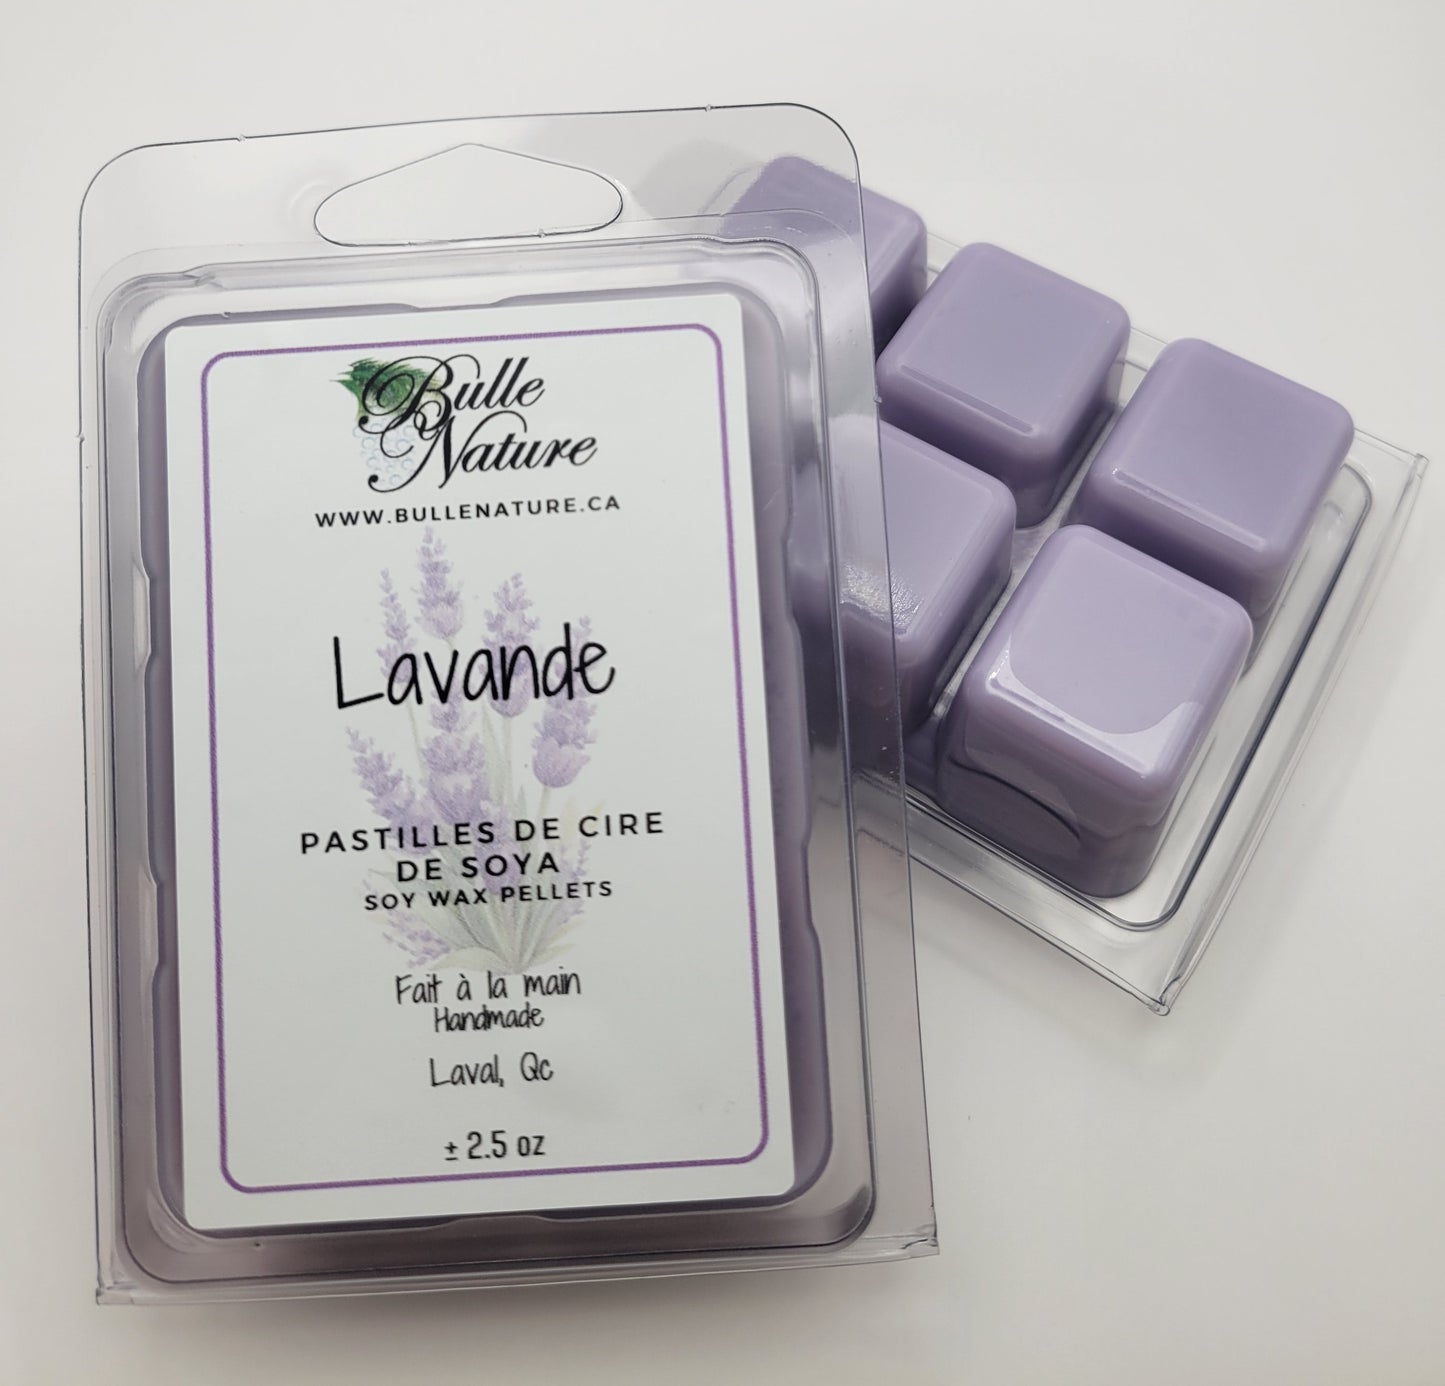 Bulle
Nature
WWW.BULLENATURE.CA
Lavande
PASTILLES DE CIRE
DE SOYA
SOY WAX PELLETS
Fait à la main
Handmade
Laval, Qc
± 2.5 oz